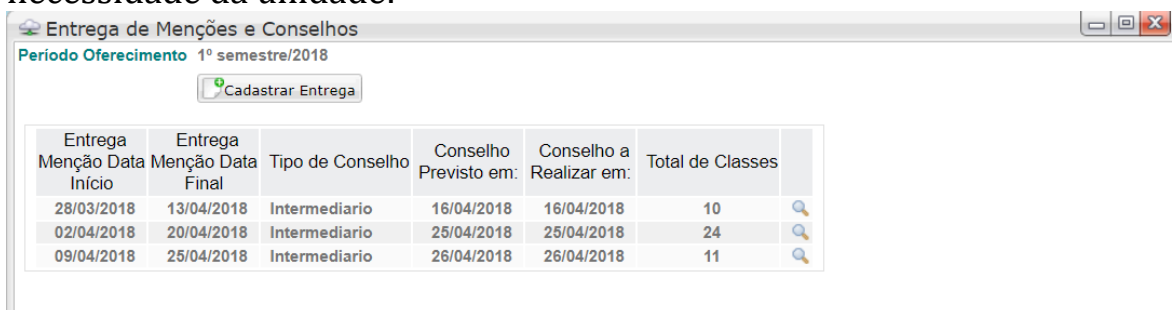 necessidade da unidade.
Entrega de Menções e Conselhos
Período Oferecimento 1º semestre/2018
Cadastrar Entrega
Entrega Menção Data Início Entrega Menção Data Final Tipo de Conselho Conselho Previsto em: Conselho a Realizar em: Total de Classes
28/03/2018 13/04/2018 Intermediario 16/04/2018 16/04/2018 10
02/04/2018 20/04/2018 Intermediario 25/04/2018 25/04/2018 24
09/04/2018 25/04/2018 Intermediario 26/04/2018 26/04/2018 11